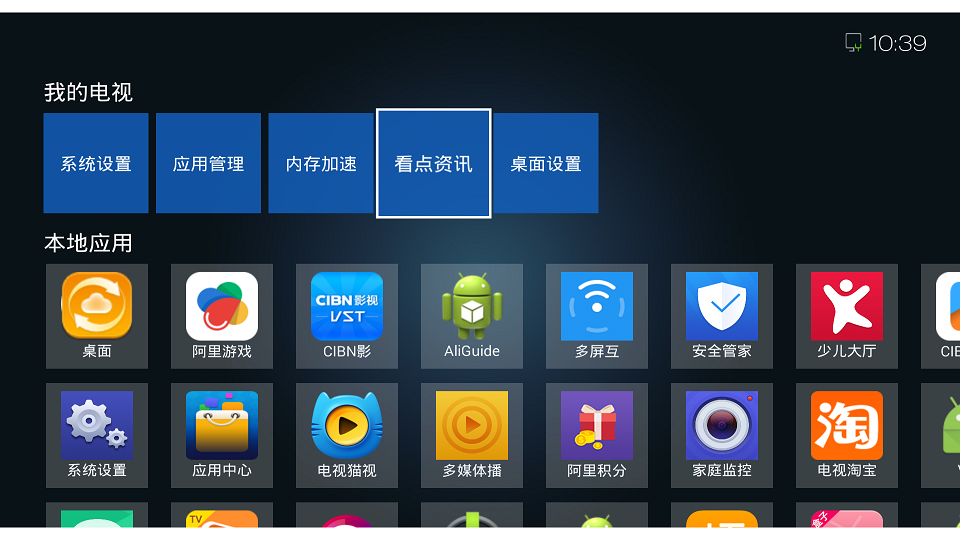 10:39
我的电视
系统设置
应用管理
内存加速
看点资讯
桌面设置
本地应用
CIBN影视
VST
桌面
阿里游戏
CIBN影
AliGuide
多屏互
安全管家
少儿大厅
淘
系统设置
应用中心
电视猫视
多媒体播
阿里积分
家庭监控
电视淘宝
TV
盒子